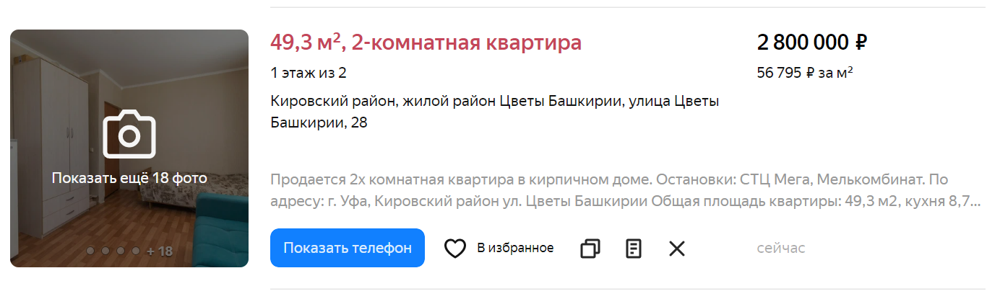 49,3 м², 2-комнатная квартира
2 800 000 ₽
1 этаж из 2
56 795 ₽ за м²
Кировский район, жилой район Цветы Башкирии, улица Цветы
Башкирии, 28
Показать ещё 18 фото
+ 18
Продается 2х комнатная квартира в кирпичном доме. Остановки: СТЦ Мега, Мелькомбинат. По
адресу: г. Уфа, Кировский район ул. Цветы Башкирии Общая площадь квартиры: 49,3 м2, кухня 8,7...
Показать телефон
В избранное
сейчас